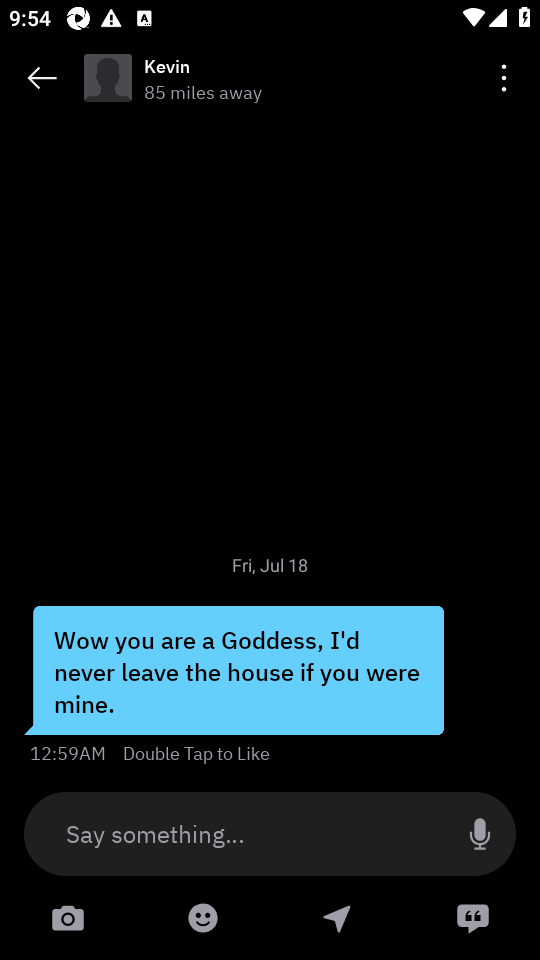 9:54
Kevin
85 miles away
Fri, Jul 18
Wow you are a Goddess, I'd
never leave the house if you were
mine.
12:59AM Double Tap to Like
Say something...